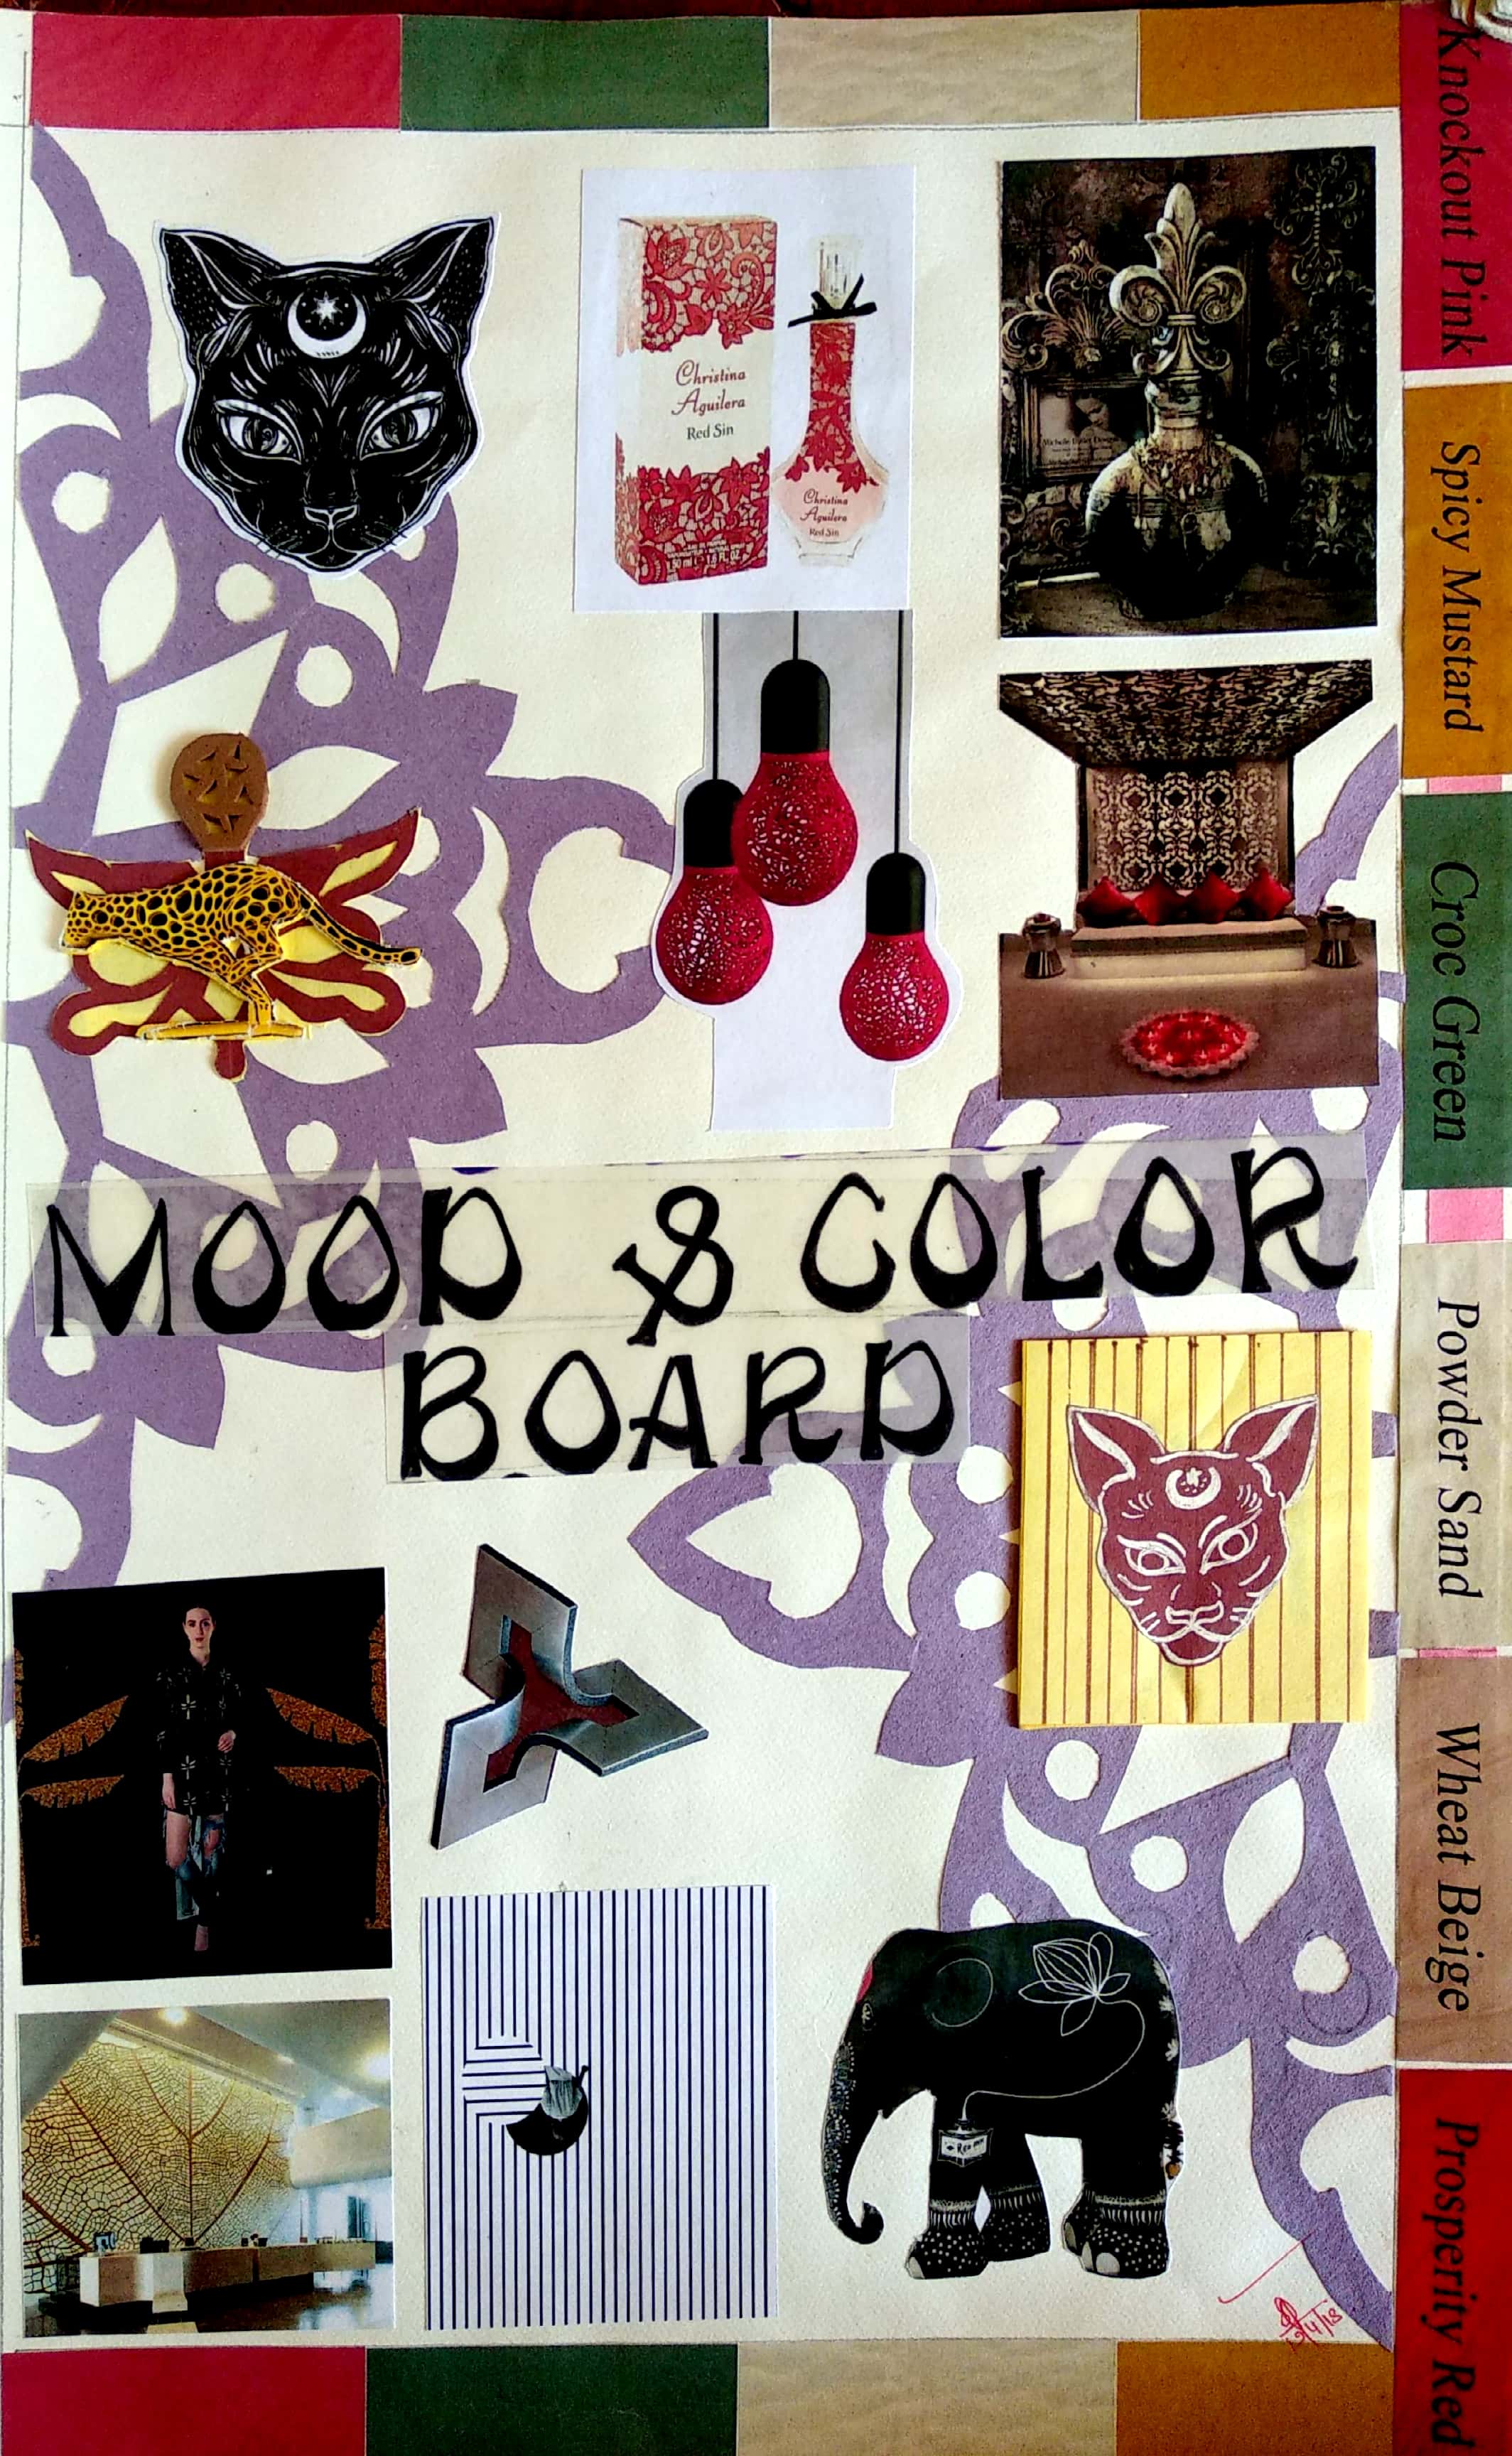 Christina
Aguilera
Red Sin
Christina
Aguilera
Red Sin
MOOD & COLOR
BOARD
Knockout Pink
Spicy Mustard
Croc Green
Powder Sand
Wheat Beige
Prosperity Red